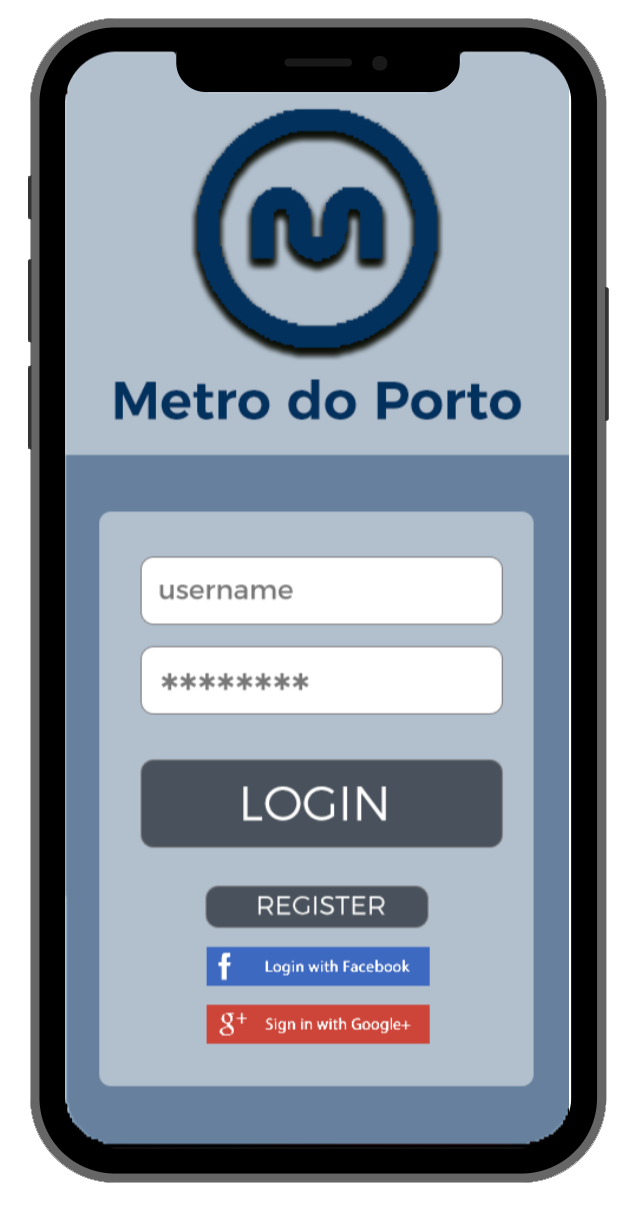 M
Metro do Porto
username
********
LOGIN
REGISTER
f Login with Facebook
g+ Sign in with Google+